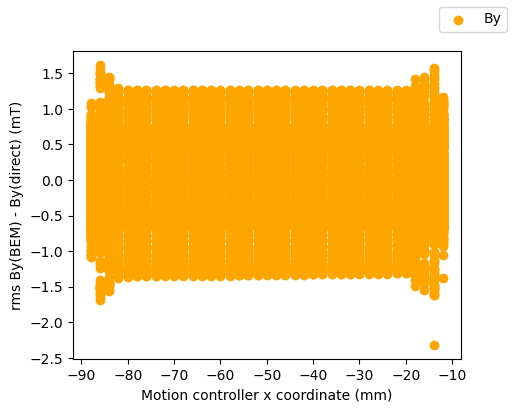 By
1.5
1.0
0.5
0.0
−0.5
−1.0
−1.5
−2.0
−2.5
rms By(BEM) - By(direct) (mT)
−90 −80 −70 −60 −50 −40 −30 −20 −10
Motion controller x coordinate (mm)